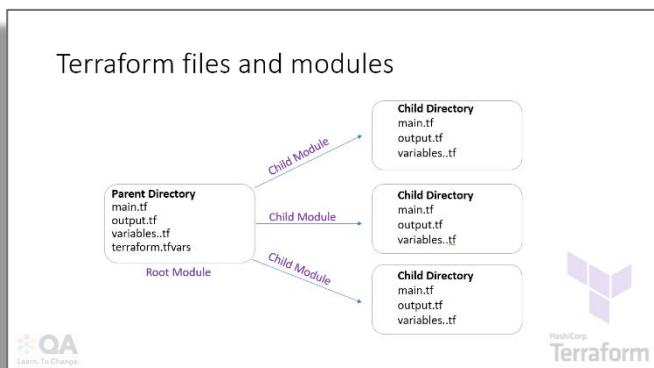 Terraform files and modules
Parent Directory
main.tf
output.tf
variables..tf
terraform.tfvars
Root Module
Child Module
Child Directory
main.tf
output.tf
variables..tf
Child Module
Child Directory
main.tf
output.tf
variables..tf
Child Module
Child Directory
main.tf
output.tf
variables..tf
QA
Learn. To Change.
HashiCorp
Terraform